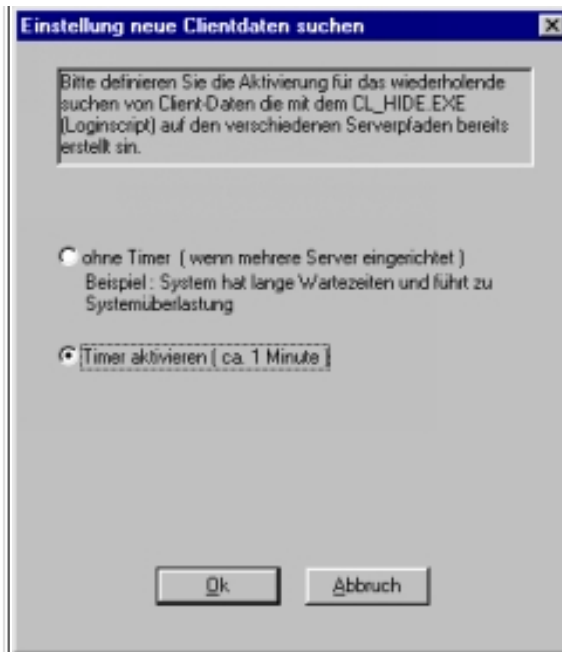 Einstellung neue Clientdaten suchen
Bitte definieren Sie die Aktivierung für das wiederholende
suchen von Client-Daten die mit dem CL_HIDE.EXE
(Loginscript) auf den verschiedenen Serverpfaden bereits
erstellt sin.
ohne Timer ( wenn mehrere Server eingerichtet )
Beispiel : System hat lange Wartezeiten und führt zu
Systemüberlastung
Timer aktivieren ( ca. 1 Minute )
Ok
Abbruch